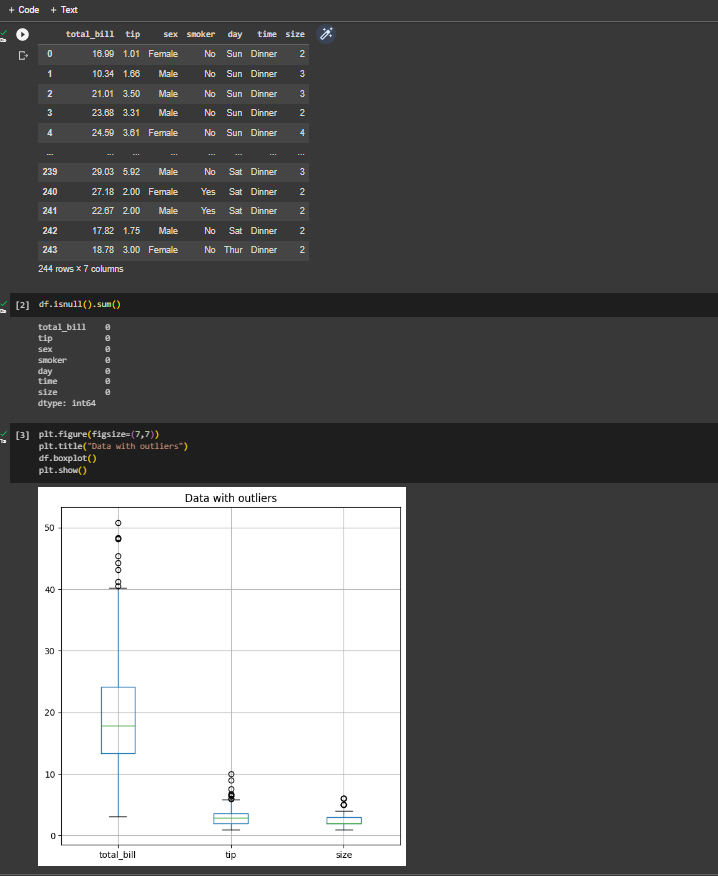 + Code + Text
total_bill tip sex smoker day time size
0 16.99 1.01 Female No Sun Dinner 2
1 10.34 1.66 Male No Sun Dinner 3
2 21.01 3.50 Male No Sun Dinner 3
3 23.68 3.31 Male No Sun Dinner 2
4 24.59 3.61 Female No Sun Dinner 4
... ... ... ... ... ... ... ...
239 29.03 5.92 Male No Sat Dinner 3
240 27.18 2.00 Female Yes Sat Dinner 2
241 22.67 2.00 Male Yes Sat Dinner 2
242 17.82 1.75 Male No Sat Dinner 2
243 18.78 3.00 Female No Thur Dinner 2
244 rows × 7 columns
[2] df.isnull().sum()
total_bill 0
tip 0
sex 0
smoker 0
day 0
time 0
size 0
dtype: int64
[3] plt.figure(figsize=(7,7))
plt.title("Data with outliers")
df.boxplot()
plt.show()
Data with outliers
50
40
30
20
10
0
total_bill tip size